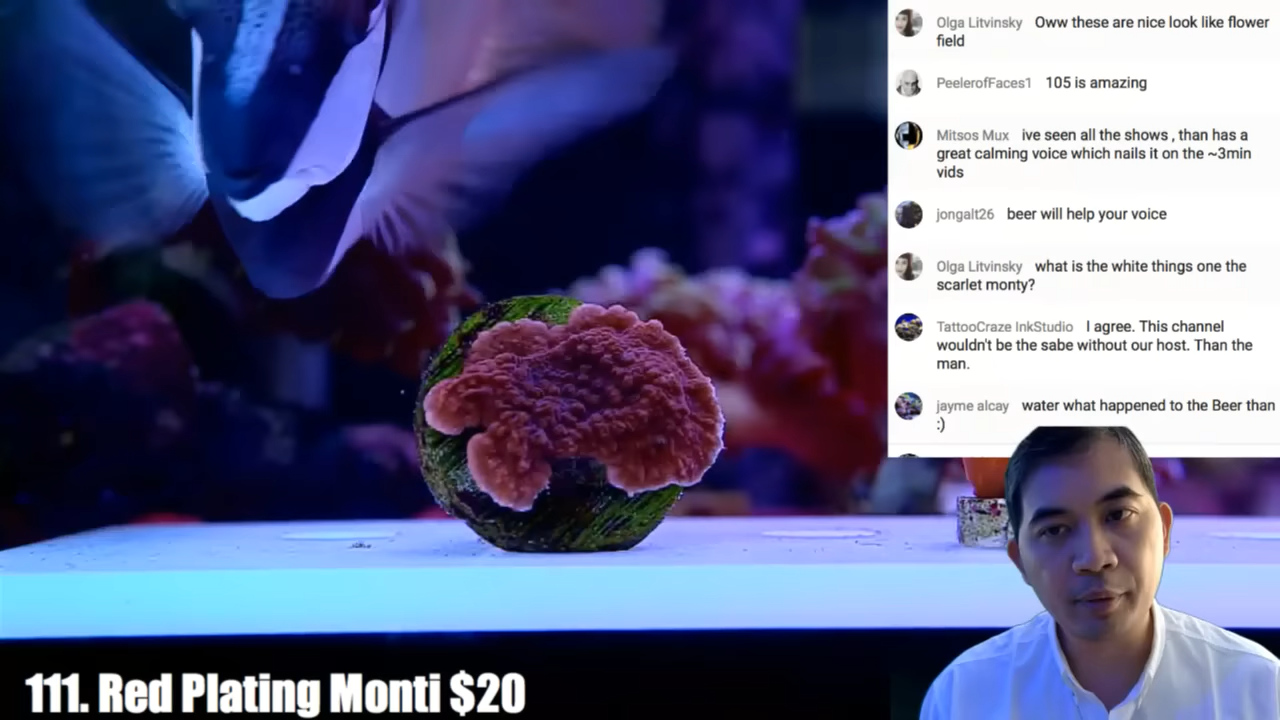 Olga Litvinsky Oww these are nice look like flower
field
PeelerofFaces1 105 is amazing
Mitsos Mux ive seen all the shows , than has a
great calming voice which nails it on the ~3min
vids
jongalt26 beer will help your voice
Olga Litvinsky what is the white things one the
scarlet monty?
TattooCraze InkStudio I agree. This channel
wouldn't be the sabe without our host. Than the
man.
jayme alcay water what happened to the Beer than
:)
111. Red Plating Monti $20